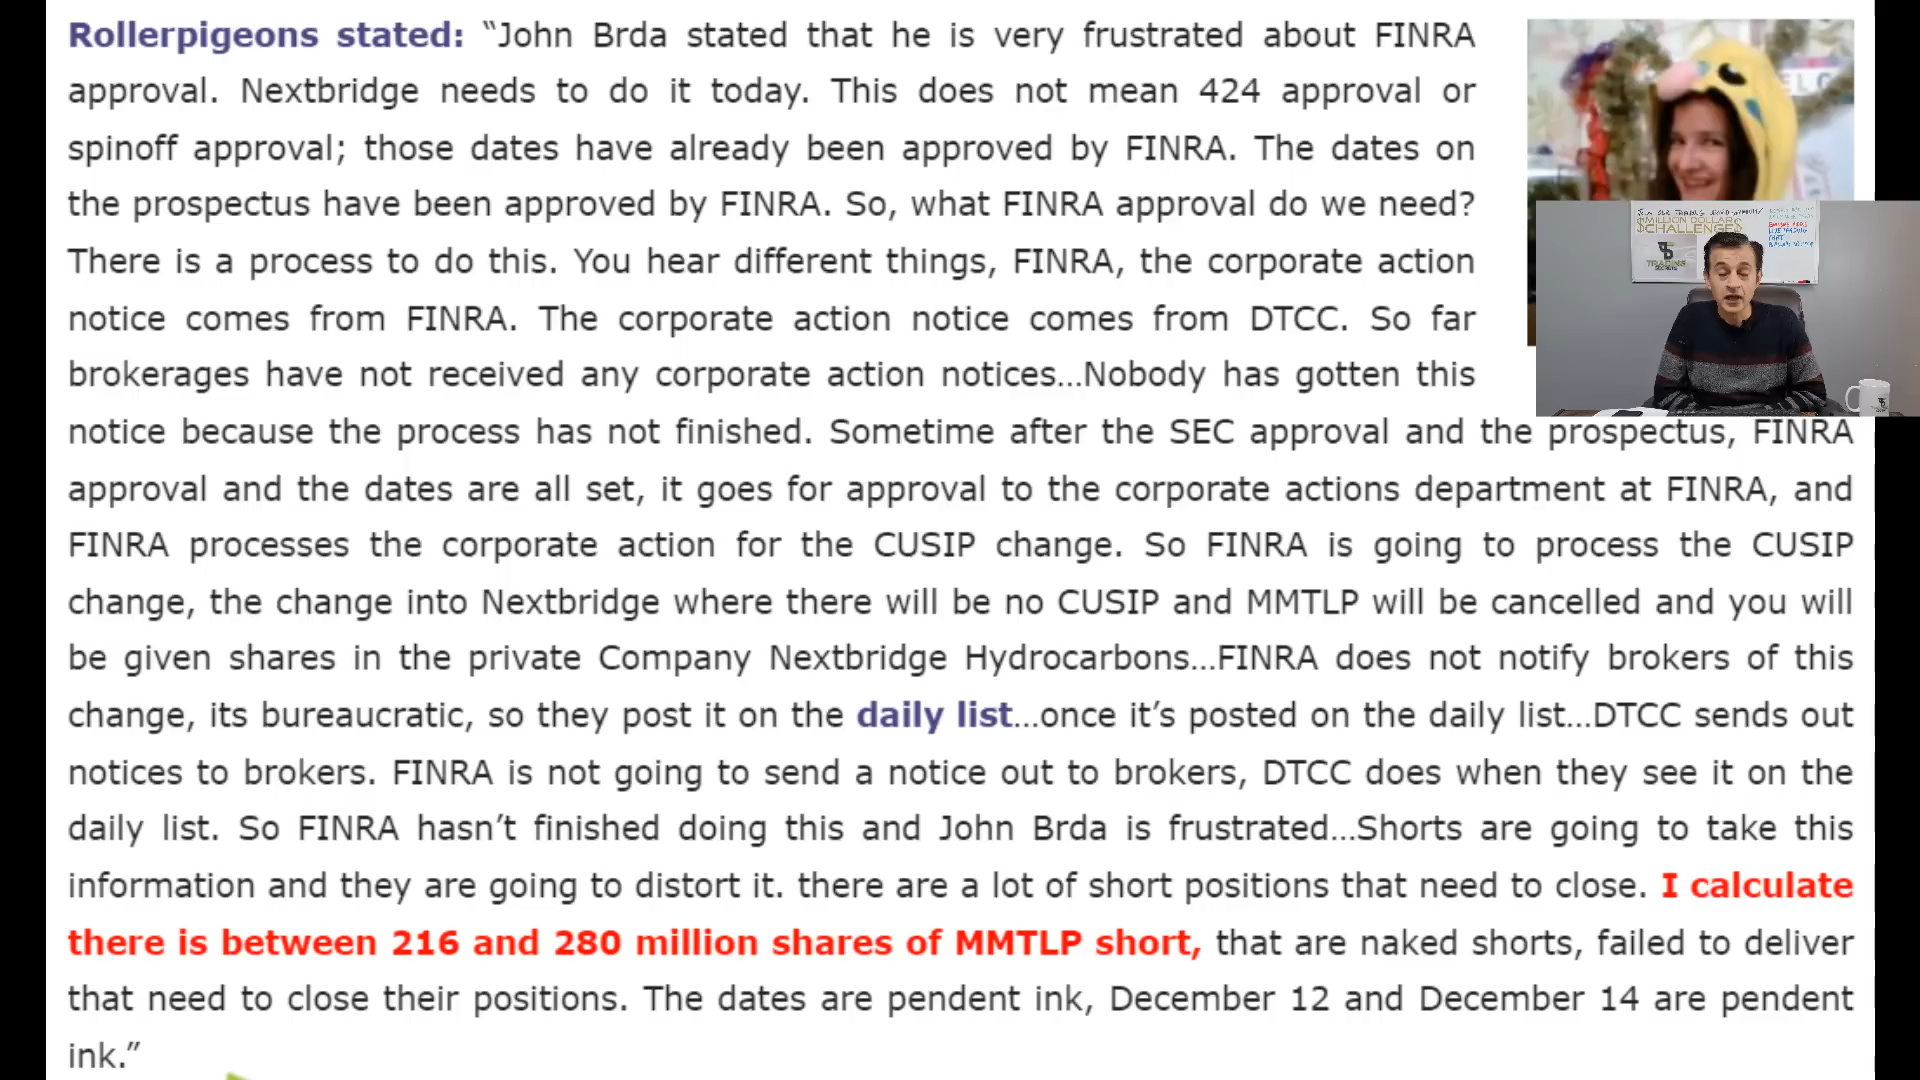 Rollerpigeons stated: “John Brda stated that he is very frustrated about FINRA
approval. Nextbridge needs to do it today. This does not mean 424 approval or
spinoff approval; those dates have already been approved by FINRA. The dates on
the prospectus have been approved by FINRA. So, what FINRA approval do we need?
There is a process to do this. You hear different things, FINRA, the corporate action
notice comes from FINRA. The corporate action notice comes from DTCC. So far
brokerages have not received any corporate action notices…Nobody has gotten this
notice because the process has not finished. Sometime after the SEC approval and the prospectus, FINRA
approval and the dates are all set, it goes for approval to the corporate actions department at FINRA, and
FINRA processes the corporate action for the CUSIP change. So FINRA is going to process the CUSIP
change, the change into Nextbridge where there will be no CUSIP and MMTLP will be cancelled and you will
be given shares in the private Company Nextbridge Hydrocarbons…FINRA does not notify brokers of this
change, its bureaucratic, so they post it on the daily list…once it’s posted on the daily list…DTCC sends out
notices to brokers. FINRA is not going to send a notice out to brokers, DTCC does when they see it on the
daily list. So FINRA hasn’t finished doing this and John Brda is frustrated…Shorts are going to take this
information and they are going to distort it. there are a lot of short positions that need to close. I calculate
there is between 216 and 280 million shares of MMTLP short, that are naked shorts, failed to deliver
that need to close their positions. The dates are pendent ink, December 12 and December 14 are pendent
ink.”
$MILLION DOLLAR$
$CHALLENGE$
TRADING
SECRETS